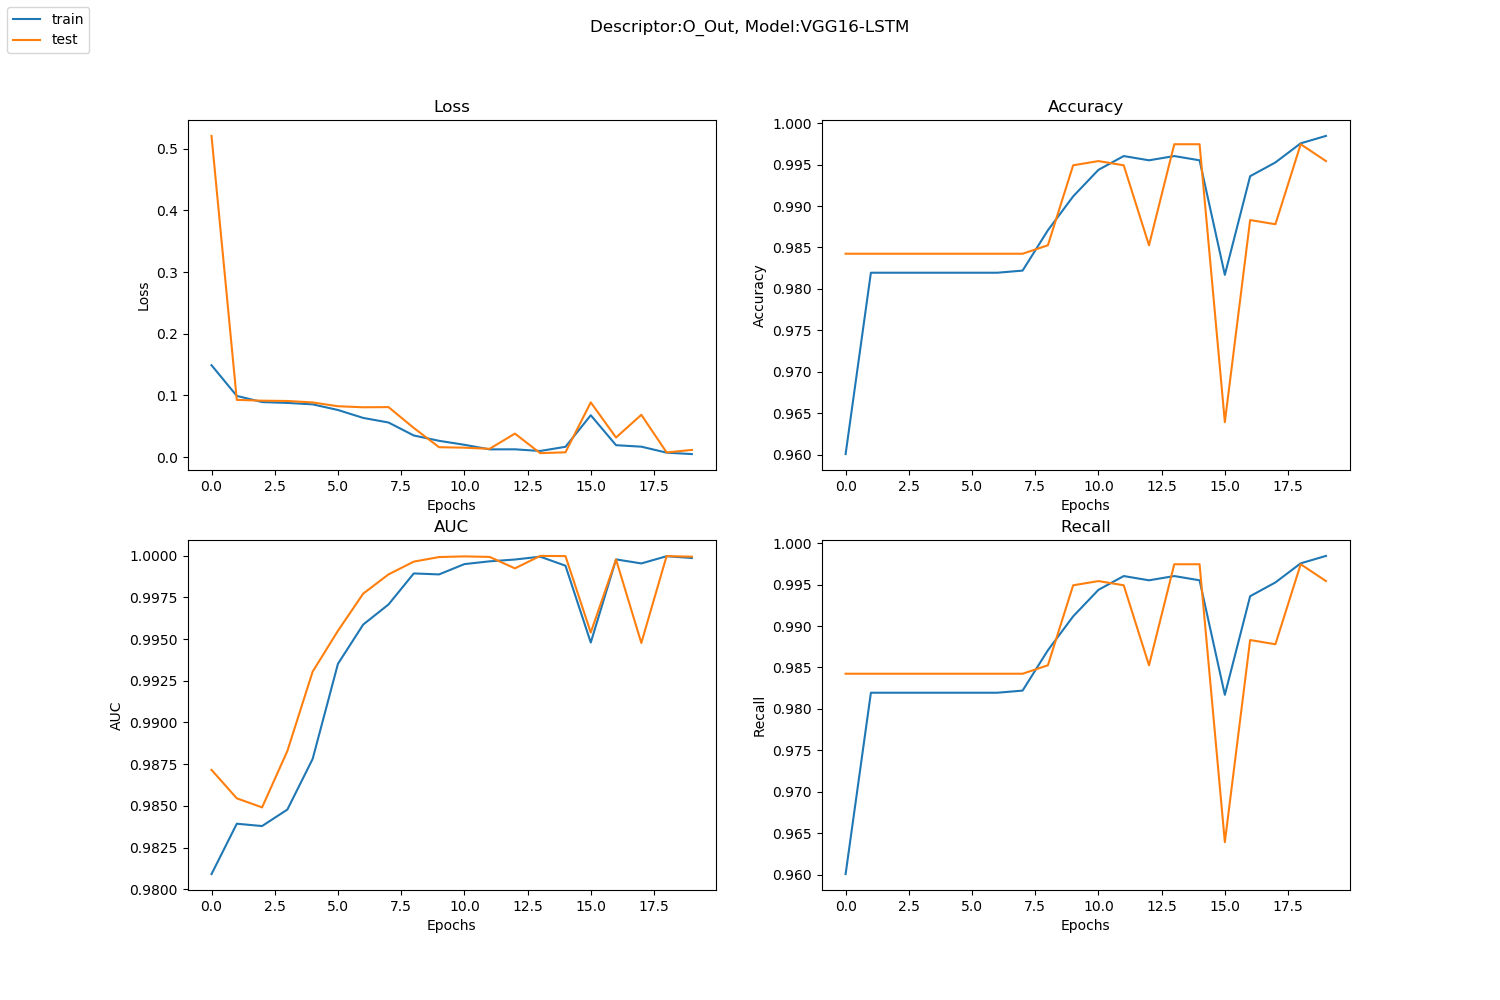 train
test
Descriptor:O_Out, Model:VGG16-LSTM
Loss
0.5
0.4
0.3
0.2
0.1
0.0
Loss
0.0 2.5 5.0 7.5 10.0 12.5 15.0 17.5
Epochs
Accuracy
1.000
0.995
0.990
0.985
0.980
0.975
0.970
0.965
0.960
Accuracy
0.0 2.5 5.0 7.5 10.0 12.5 15.0 17.5
Epochs
AUC
1.0000
0.9975
0.9950
0.9925
0.9900
0.9875
0.9850
0.9825
0.9800
AUC
0.0 2.5 5.0 7.5 10.0 12.5 15.0 17.5
Epochs
Recall
1.000
0.995
0.990
0.985
0.980
0.975
0.970
0.965
0.960
Recall
0.0 2.5 5.0 7.5 10.0 12.5 15.0 17.5
Epochs